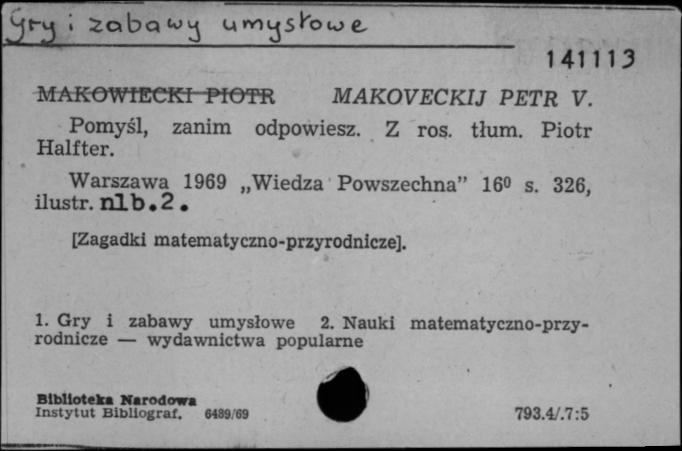 Gry i zabawy umysłowe
141113
MAKOWIECKI PIOTR MAKOVECKIJ PETR V.
Pomyśl, zanim odpowiesz. Z ros. tłum. Piotr
Halfter.
Warszawa 1969 „Wiedza Powszechna” 16⁰ s. 326,
ilustr. nlb.2.
[Zagadki matematyczno-przyrodnicze].
1. Gry i zabawy umysłowe 2. Nauki matematyczno-przy-
rodnicze — wydawnictwa popularne
Biblioteka Narodowa
Instytut Bibliograf. 6489/69
793.4/.7:5